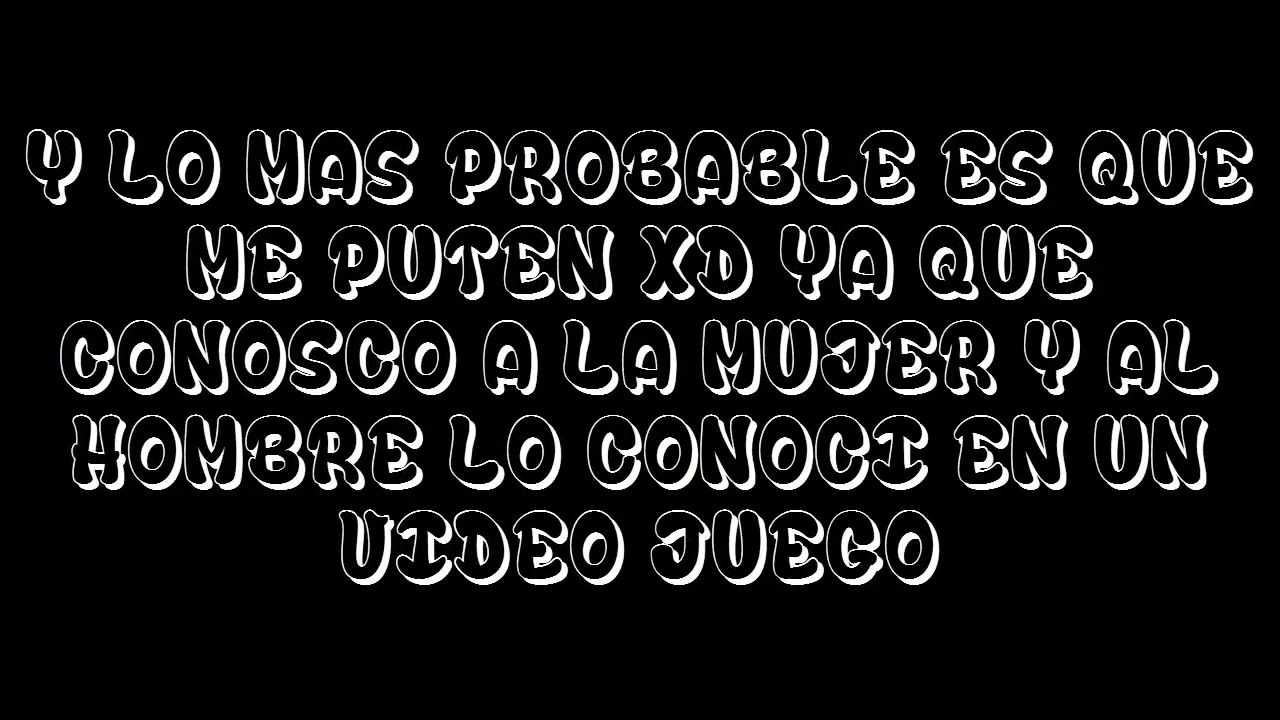 Y LO MAS PROBABLE ES QUE
ME PUTEN XD YA QUE
CONOSCO A LA MUJER Y AL
HOMBRE LO CONOCI EN UN
VIDEO JUEGO